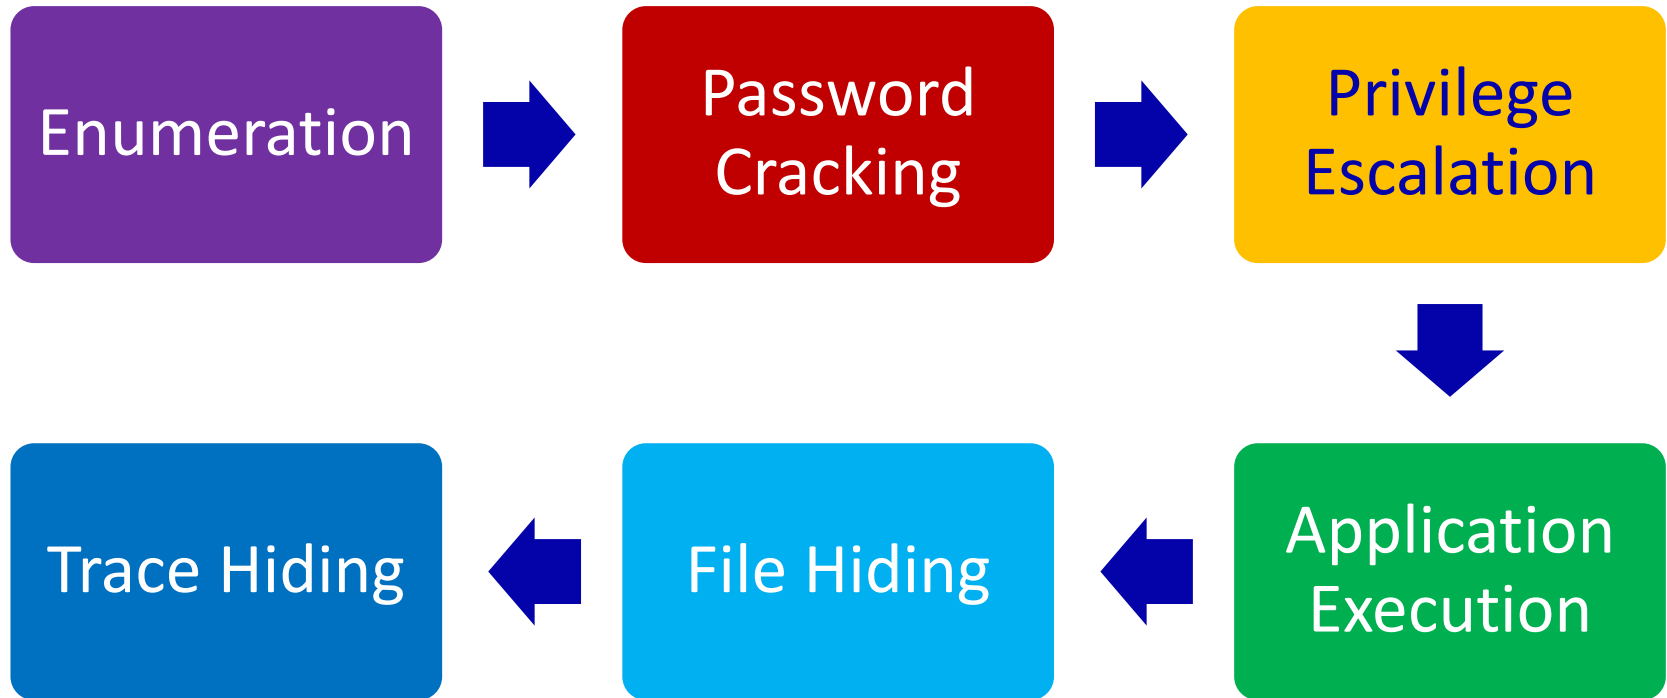 Enumeration
Password
Cracking
Privilege
Escalation
Application
Execution
File Hiding
Trace Hiding